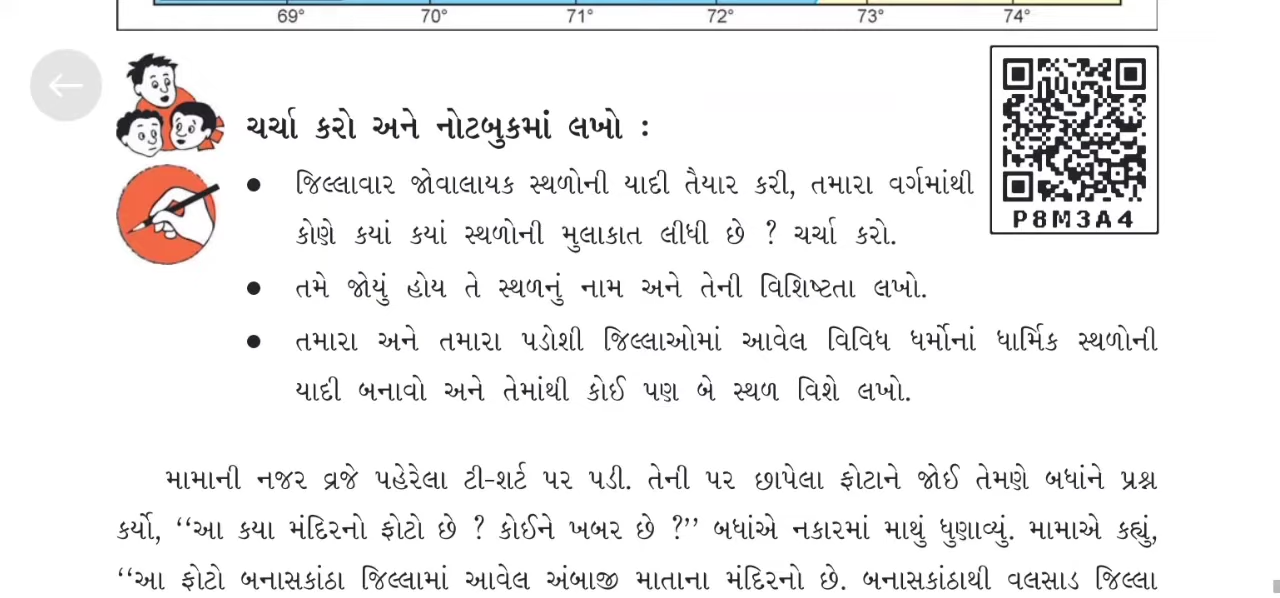 69° 70° 71° 72° 73° 74°
ચર્ચા કરો અને નોટબુકમાં લખો :
● જિલ્લાવાર જોવાલાયક સ્થળોની યાદી તૈયાર કરી, તમારા વર્ગમાંથી
કોણે કયાં કયાં સ્થળોની મુલાકાત લીધી છે ? ચર્ચા કરો.
P8M3A4
● તમે જોયું હોય તે સ્થળનું નામ અને તેની વિશિષ્ટતા લખો.
● તમારા અને તમારા પડોશી જિલ્લાઓમાં આવેલ વિવિધ ધર્મોનાં ધાર્મિક સ્થળોની
યાદી બનાવો અને તેમાંથી કોઈ પણ બે સ્થળ વિશે લખો.
મામાની નજર વ્રજે પહેરેલા ટી-શર્ટ પર પડી. તેની પર છાપેલા ફોટાને જોઈ તેમણે બધાંને પ્રશ્ન
કર્યો, “આ કયા મંદિરનો ફોટો છે ? કોઈને ખબર છે ?” બધાંએ નકારમાં માથું ધુણાવ્યું. મામાએ કહ્યું,
“આ ફોટો બનાસકાંઠા જિલ્લામાં આવેલ અંબાજી માતાના મંદિરનો છે. બનાસકાંઠાથી વલસાડ જિલ્લા